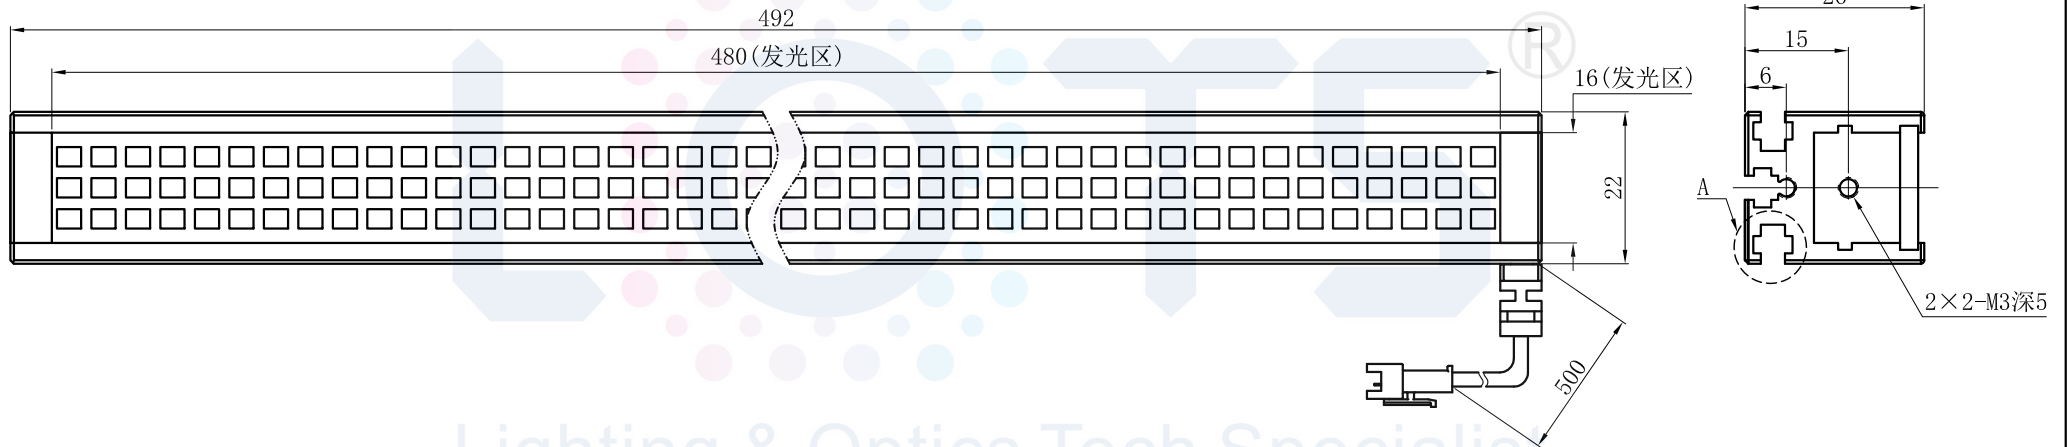 492
480(发光区)
16(发光区)
22
500
15
6
A
2×2-M3深5
LOTS
®
Lighting & Optics Tech Specialist